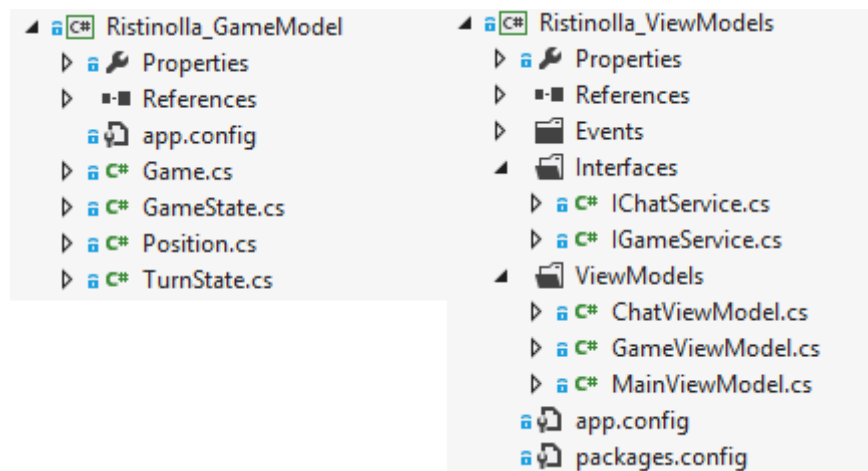 C# Ristinolla_GameModel
Properties
References
app.config
C# Game.cs
C# GameState.cs
C# Position.cs
C# TurnState.cs
C# Ristinolla_ViewModels
Properties
References
Events
Interfaces
C# IChatService.cs
C# IGameService.cs
ViewModels
C# ChatViewModel.cs
C# GameViewModel.cs
C# MainViewModel.cs
app.config
packages.config